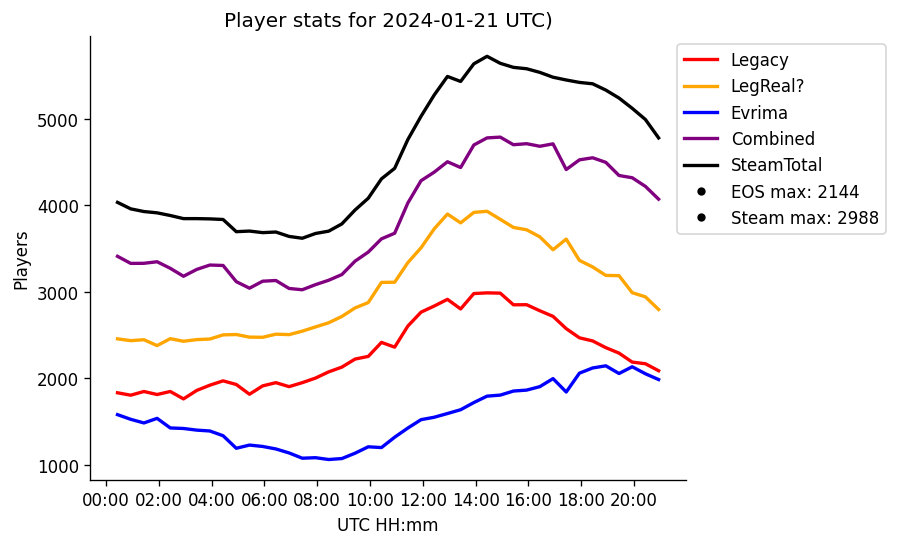 Player stats for 2024-01-21 UTC)
Legacy
LegReal?
Evrima
Combined
SteamTotal
EOS max: 2144
Steam max: 2988
Players
5000
4000
3000
2000
1000
00:00 02:00 04:00 06:00 08:00 10:00 12:00 14:00 16:00 18:00 20:00
UTC HH:mm